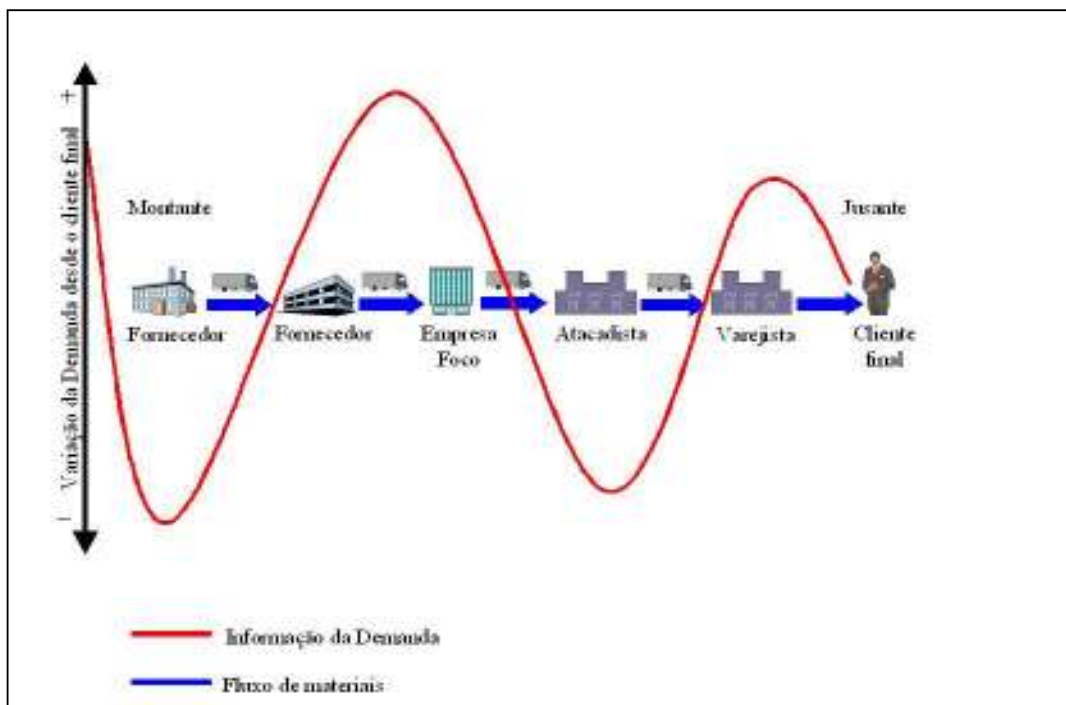 +
Variação da Demanda desde o cliente final
–
Montante
Jusante
Fornecedor
Fornecedor
Empresa
Foco
Atacadista
Varejista
Cliente
final
Informação da Demanda
Fluxo de materiais